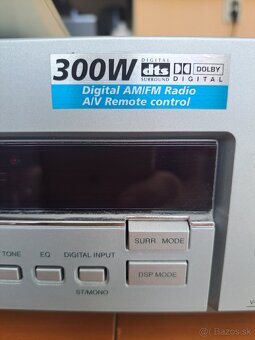 300W
DIGITAL
dts
SURROUND
DOLBY
DIGITAL
Digital AM/FM Radio
A/V Remote control
SURR. MODE
TONE
EQ
DIGITAL INPUT
DSP MODE
ST/MONO
© Bazos.sk